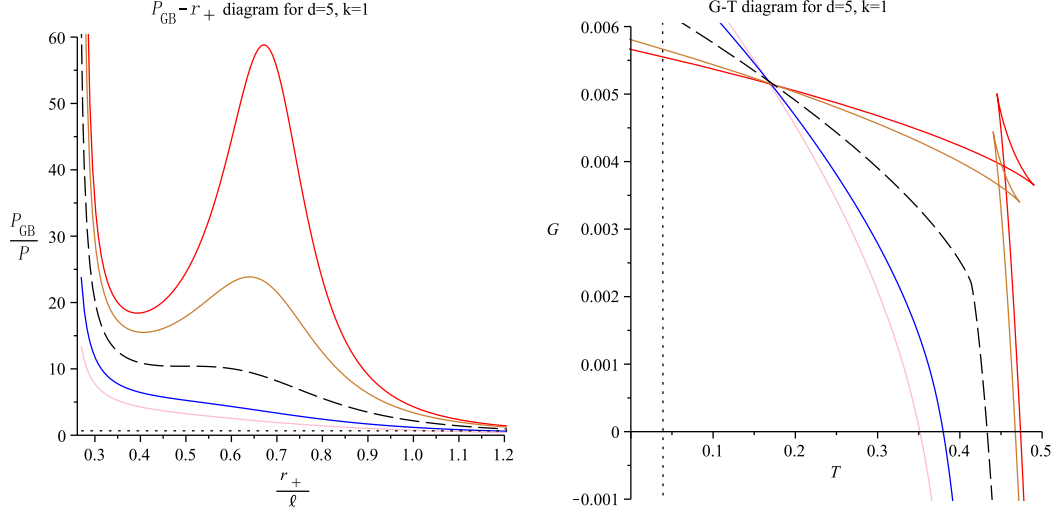 P_GB – r_+ diagram for d=5, k=1
60
50
40
30
20
10
0
P_GB
P
0.3 0.4 0.5 0.6 0.7 0.8 0.9 1.0 1.1 1.2
r_+
ℓ
G-T diagram for d=5, k=1
0.006
0.005
0.004
0.003
0.002
0.001
0
−0.001
G
0.1 0.2 0.3 0.4 0.5
T